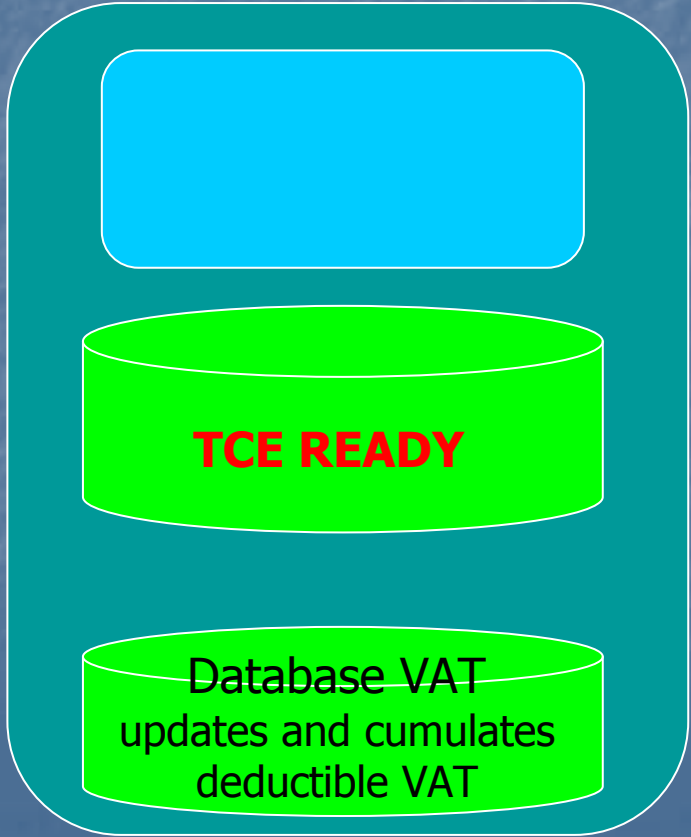 TCE READY
Database VAT
updates and cumulates
deductible VAT